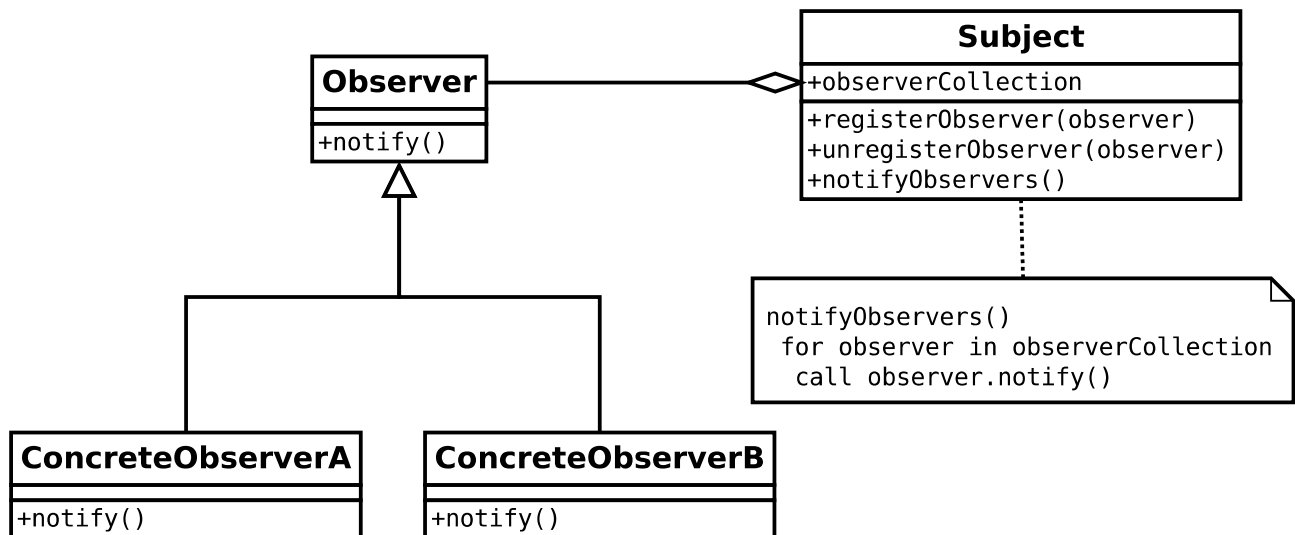 Observer
+notify()
Subject
+observerCollection
+registerObserver(observer)
+unregisterObserver(observer)
+notifyObservers()
notifyObservers()
for observer in observerCollection
call observer.notify()
ConcreteObserverA
+notify()
ConcreteObserverB
+notify()